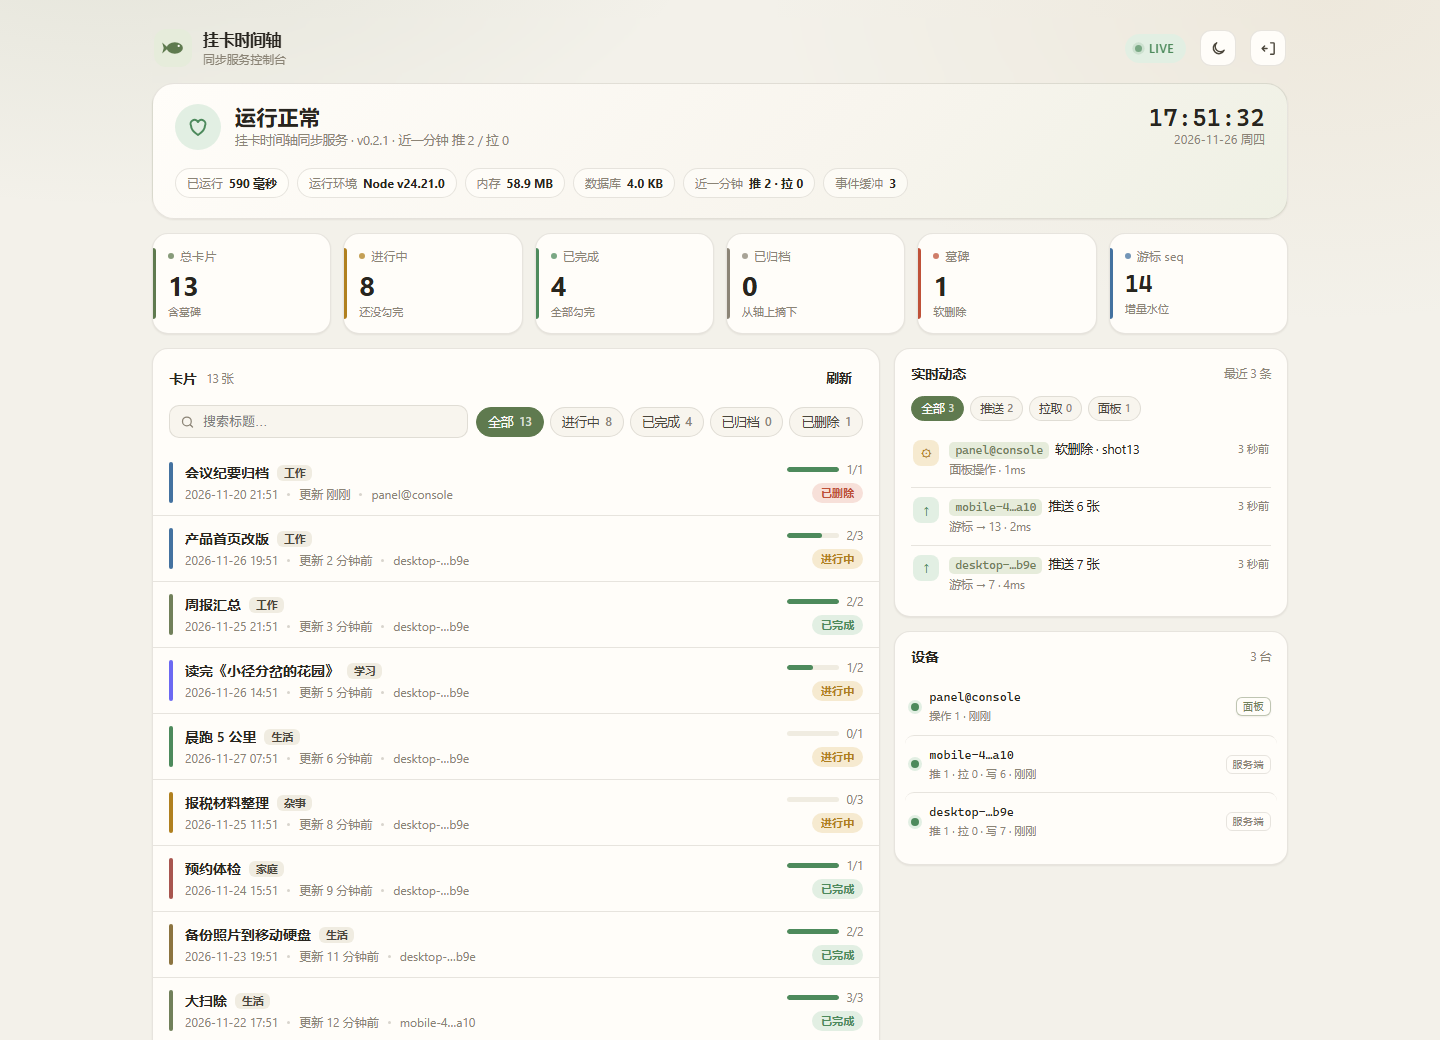 挂卡时间轴
同步服务控制台
LIVE
运行正常
挂卡时间轴同步服务 · v0.2.1 · 近一分钟 推 2 / 拉 0
17:51:32
2026-11-26 周四
已运行 590 毫秒
运行环境 Node v24.21.0
内存 58.9 MB
数据库 4.0 KB
近一分钟 推 2 · 拉 0
事件缓冲 3
总卡片
13
含墓碑
进行中
8
还没勾完
已完成
4
全部勾完
已归档
0
从轴上摘下
墓碑
1
软删除
游标 seq
14
增量水位
卡片 13 张
刷新
搜索标题…
全部 13
进行中 8
已完成 4
已归档 0
已删除 1
会议纪要归档 工作
1/1
2026-11-20 21:51 · 更新 刚刚 · panel@console
已删除
产品首页改版 工作
2/3
2026-11-26 19:51 · 更新 2 分钟前 · desktop-…b9e
进行中
周报汇总 工作
2/2
2026-11-25 21:51 · 更新 3 分钟前 · desktop-…b9e
已完成
读完《小径分岔的花园》 学习
1/2
2026-11-26 14:51 · 更新 5 分钟前 · desktop-…b9e
进行中
晨跑 5 公里 生活
0/1
2026-11-27 07:51 · 更新 6 分钟前 · desktop-…b9e
进行中
报税材料整理 杂事
0/3
2026-11-25 11:51 · 更新 8 分钟前 · desktop-…b9e
进行中
预约体检 家庭
1/1
2026-11-24 15:51 · 更新 9 分钟前 · desktop-…b9e
已完成
备份照片到移动硬盘 生活
2/2
2026-11-23 19:51 · 更新 11 分钟前 · desktop-…b9e
已完成
大扫除 生活
3/3
2026-11-22 17:51 · 更新 12 分钟前 · mobile-4…a10
已完成
实时动态
最近 3 条
全部 3
推送 2
拉取 0
面板 1
panel@console 软删除 · shot13
3 秒前
面板操作 · 1ms
mobile-4…a10 推送 6 张
3 秒前
游标 → 13 · 2ms
desktop-…b9e 推送 7 张
3 秒前
游标 → 7 · 4ms
设备
3 台
panel@console
操作 1 · 刚刚
面板
mobile-4…a10
推 1 · 拉 0 · 写 6 · 刚刚
服务端
desktop-…b9e
推 1 · 拉 0 · 写 7 · 刚刚
服务端